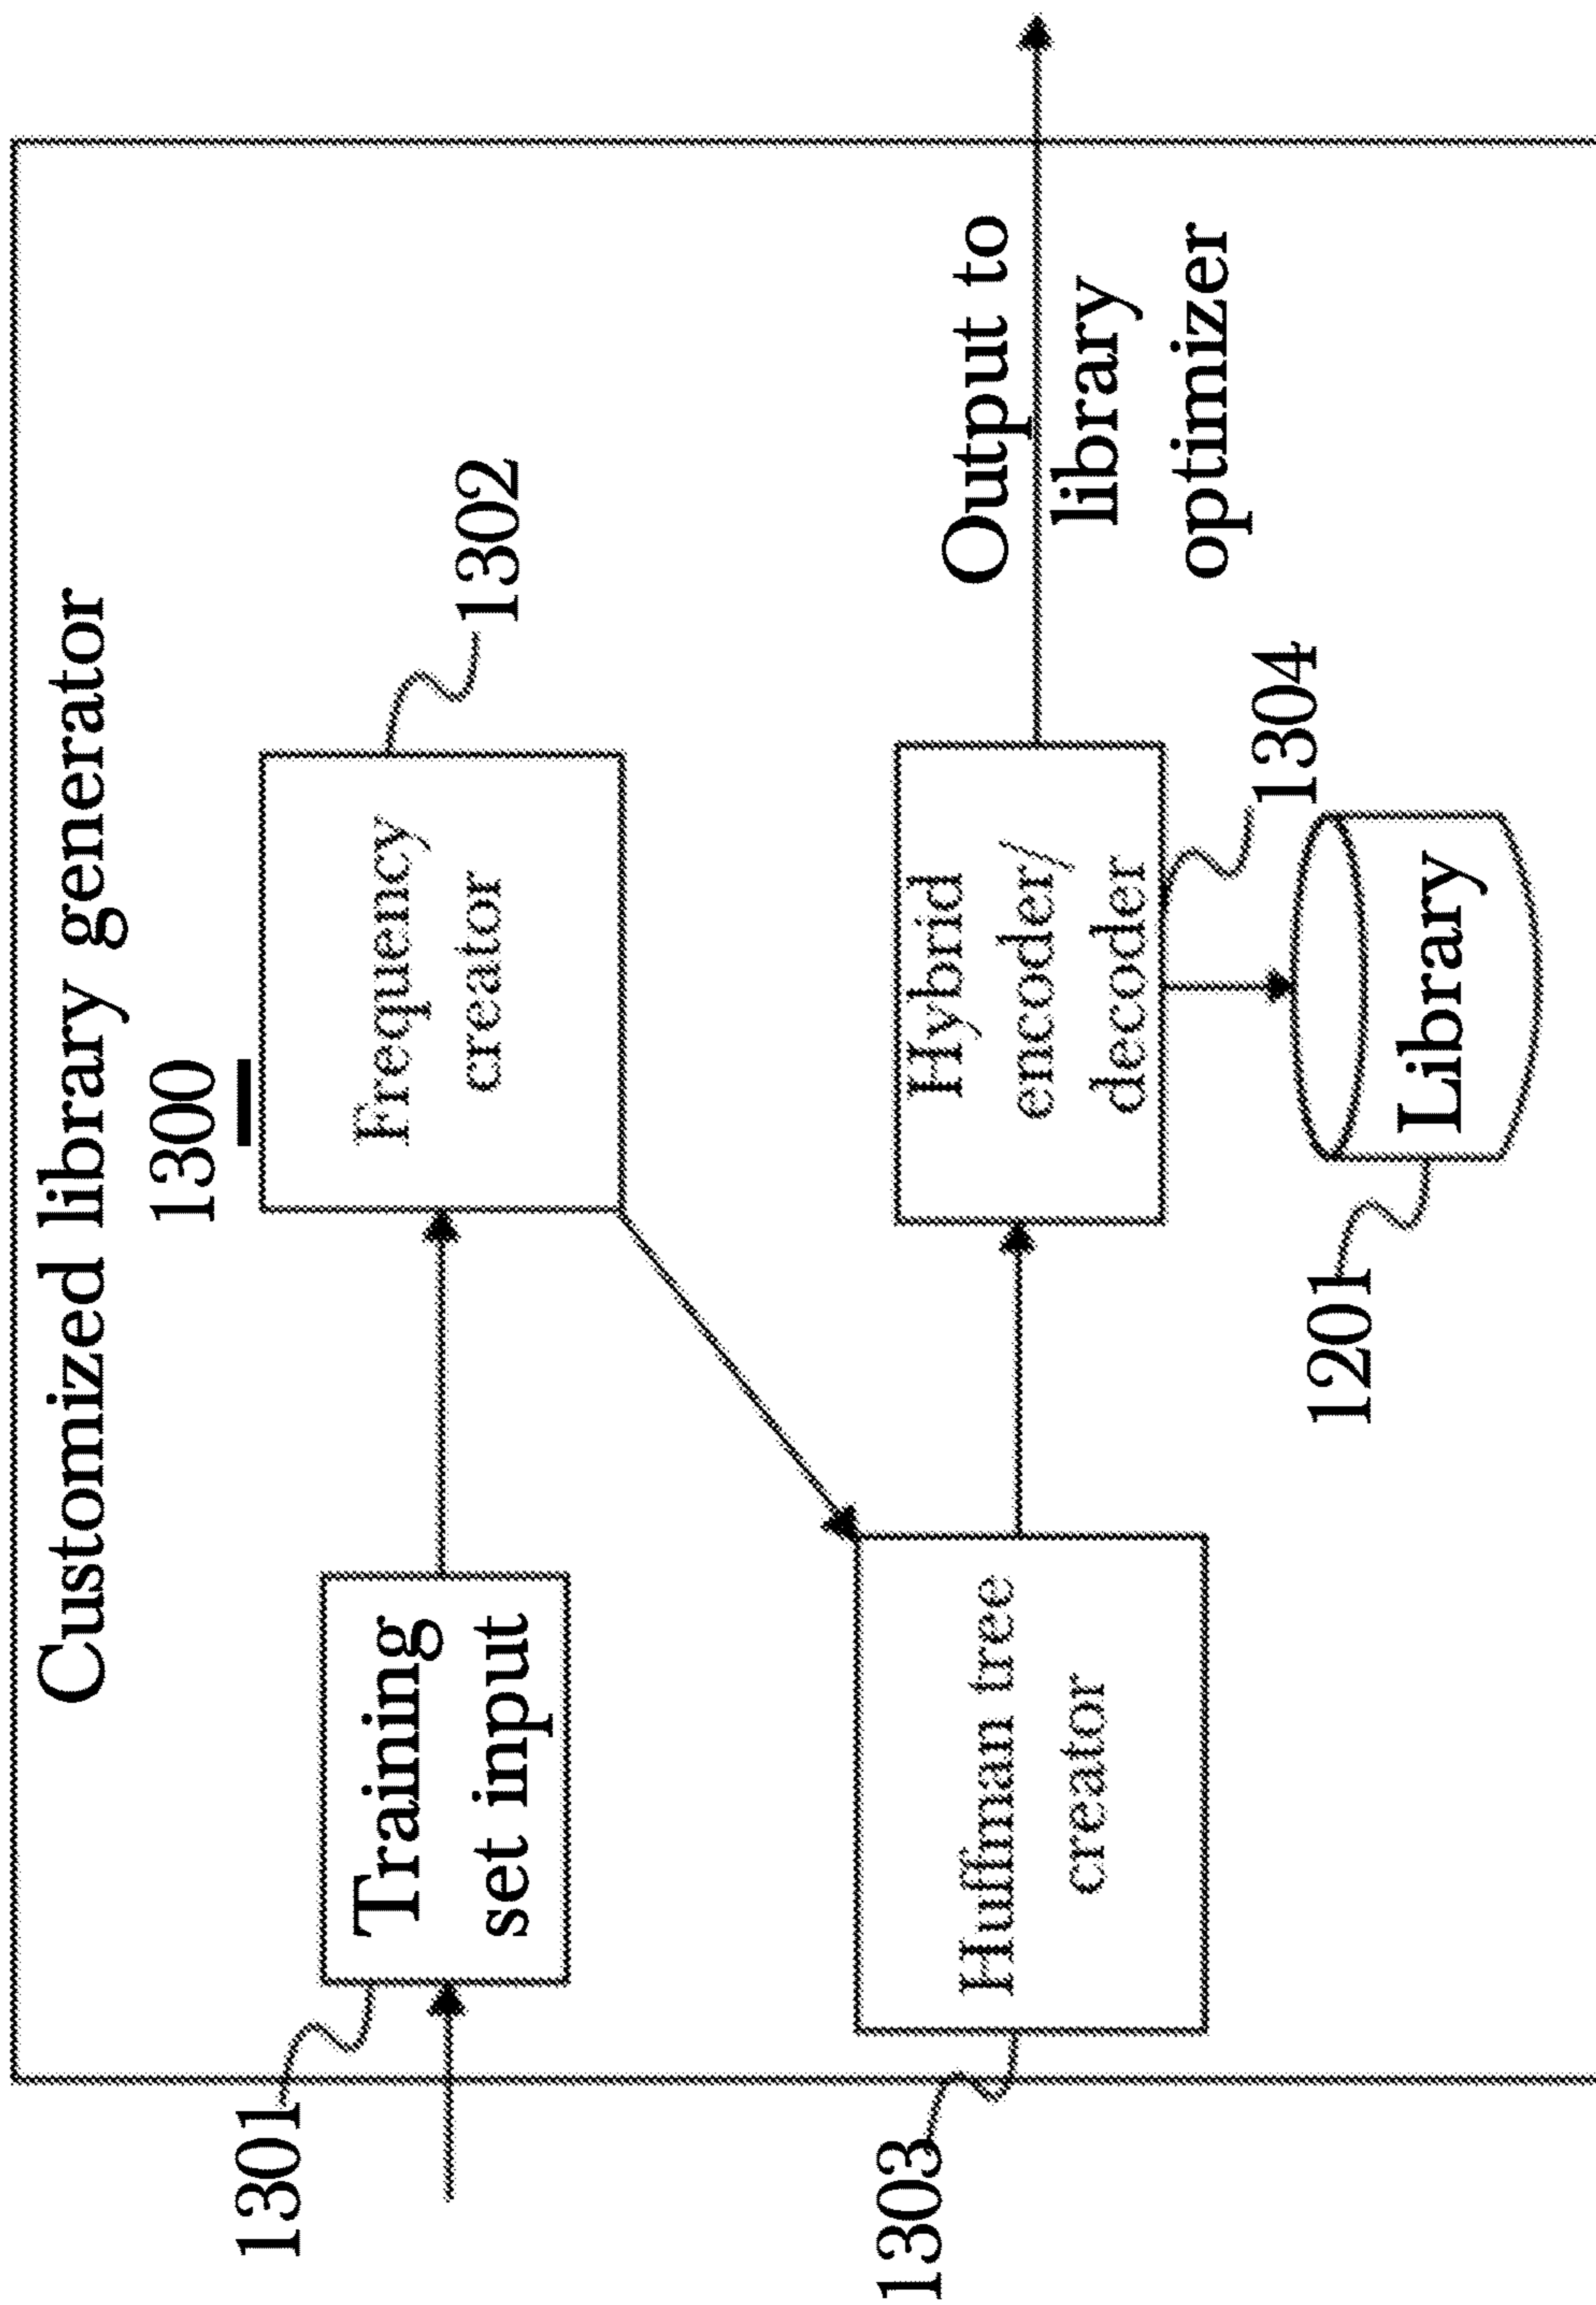 Customized library generator
1300
1301
Training
set input
Frequency
creator
1302
1303
Huffman tree
creator
Hybrid
encoder/
decoder
1304
Output to
library
optimizer
1201
Library